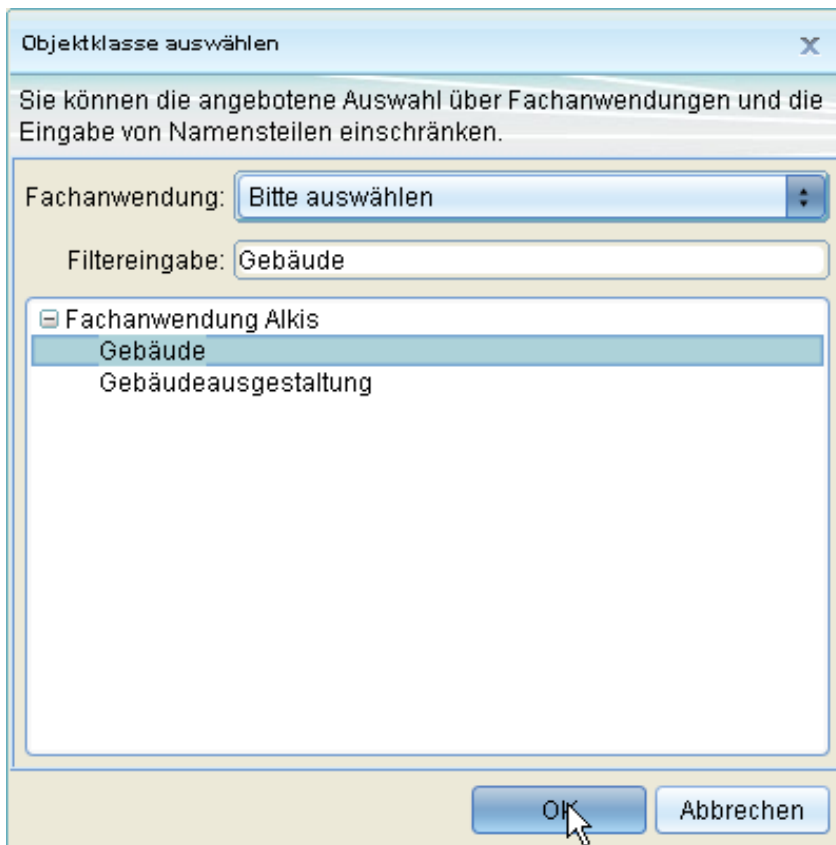 Objektklasse auswählen
Sie können die angebotene Auswahl über Fachanwendungen und die
Eingabe von Namensteilen einschränken.
Fachanwendung: Bitte auswählen
Filtereingabe: Gebäude
Fachanwendung Alkis
Gebäude
Gebäudeausgestaltung
OK Abbrechen